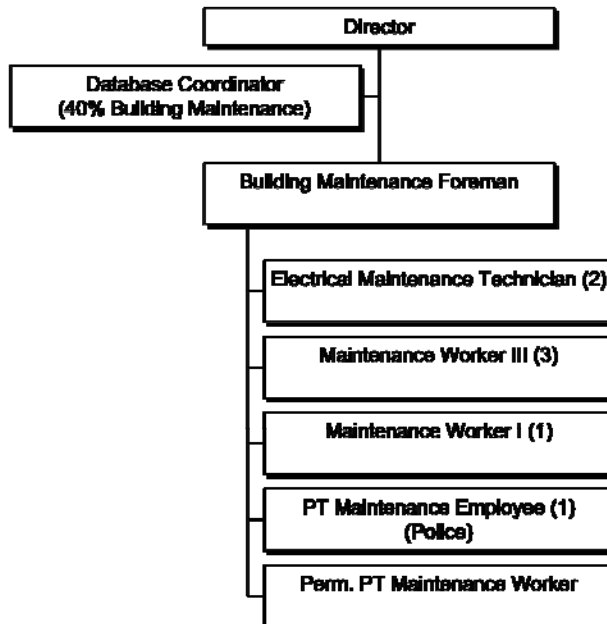 Director
Database Coordinator
(40% Building Maintenance)
Building Maintenance Foreman
Electrical Maintenance Technician (2)
Maintenance Worker III (3)
Maintenance Worker I (1)
PT Maintenance Employee (1)
(Police}
Perm. PT Maintenance Worker